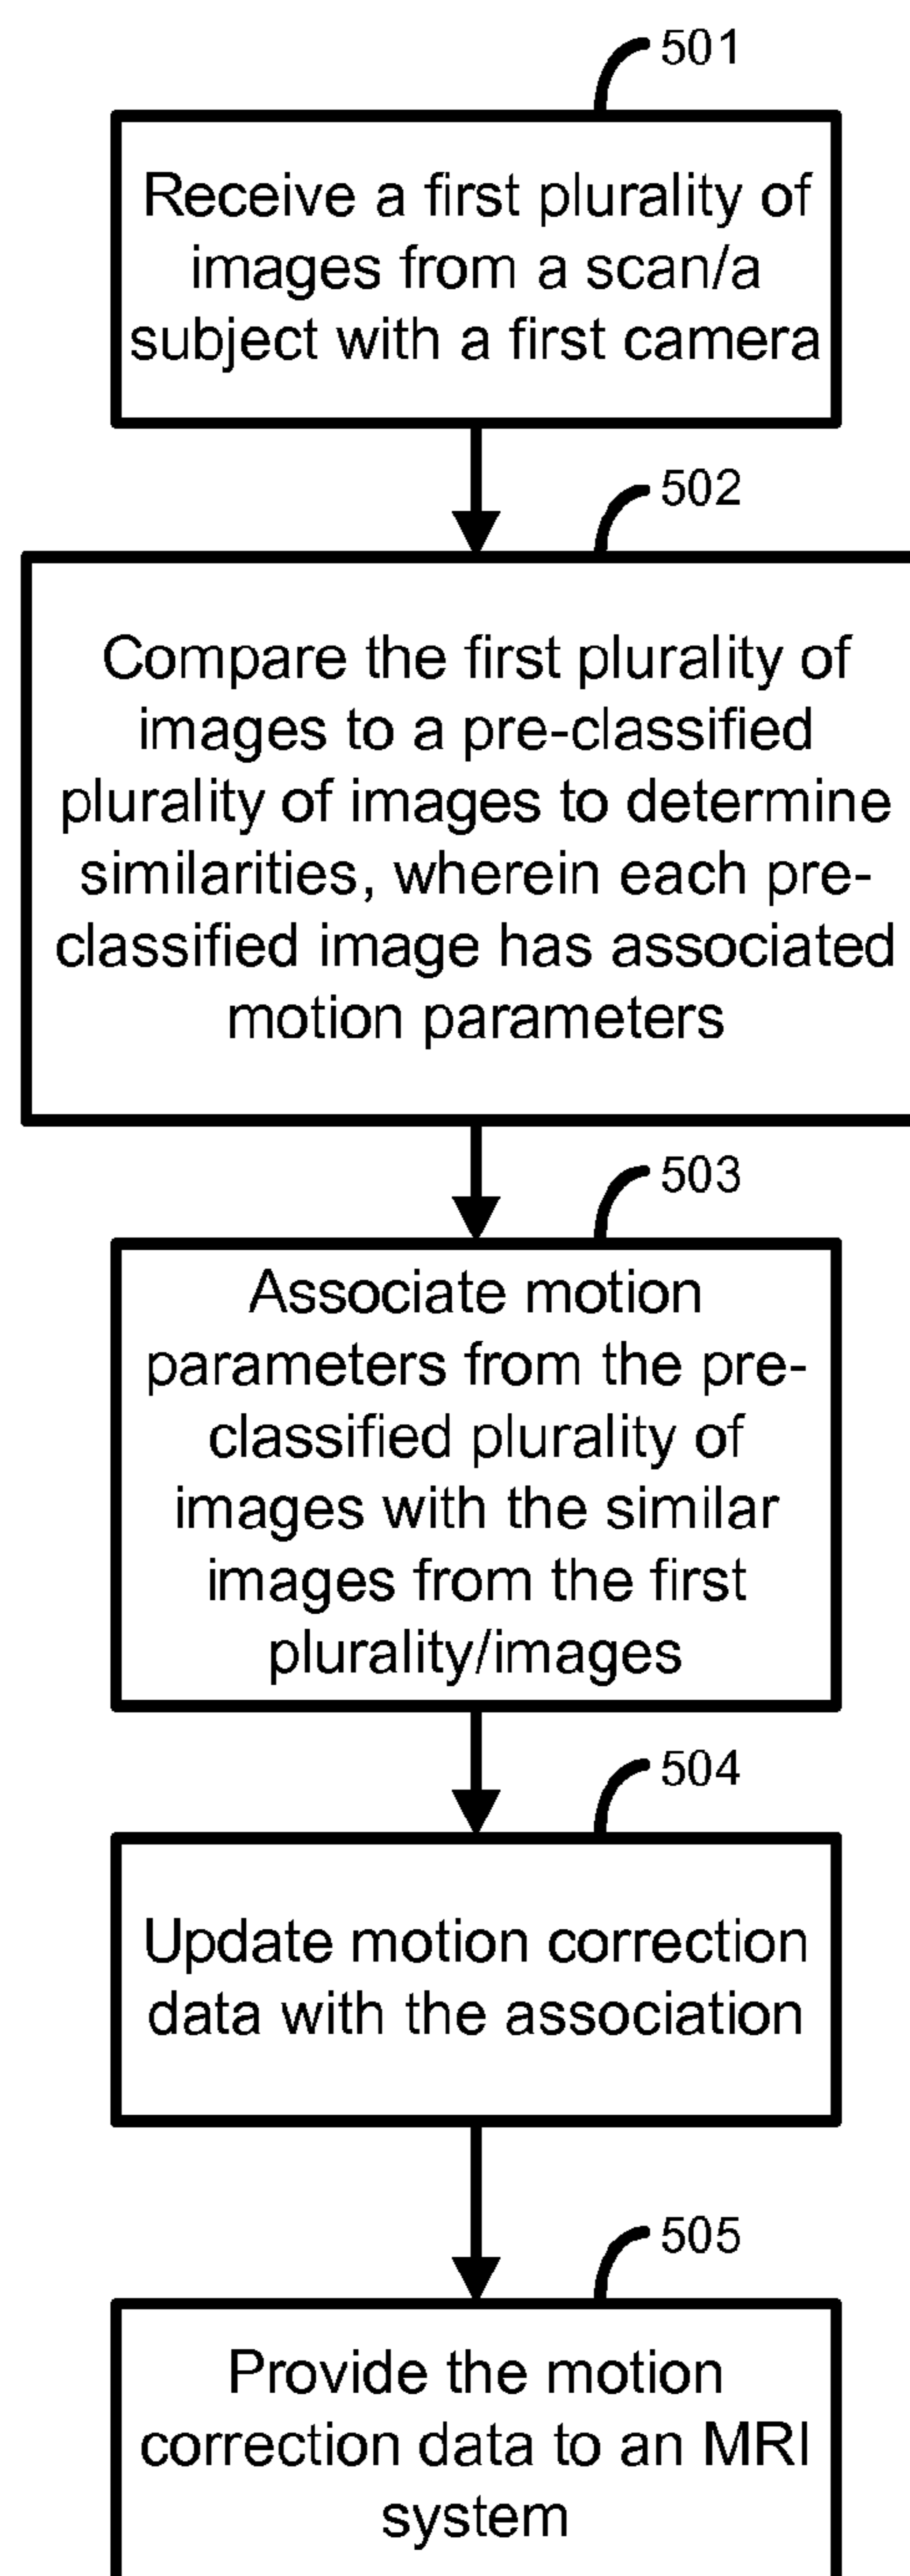 501
Receive a first plurality of
images from a scan/a
subject with a first camera
502
Compare the first plurality of
images to a pre-classified
plurality of images to determine
similarities, wherein each pre-
classified image has associated
motion parameters
503
Associate motion
parameters from the pre-
classified plurality of
images with the similar
images from the first
plurality/images
504
Update motion correction
data with the association
505
Provide the motion
correction data to an MRI
system